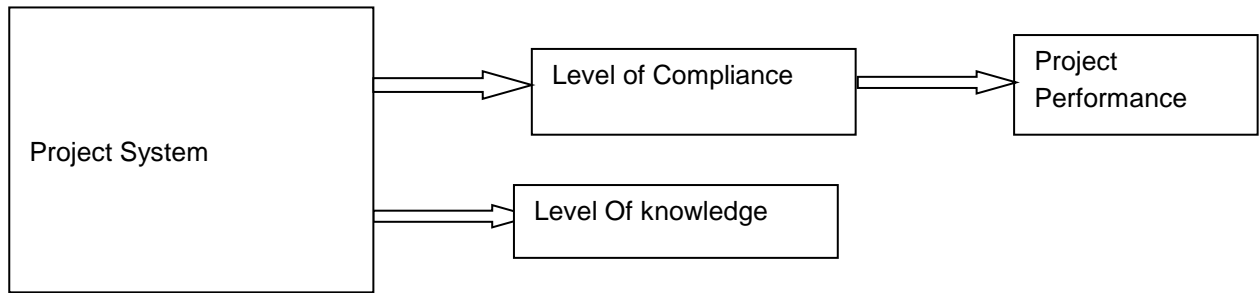 Project System
Level of Compliance
Project
Performance
Level Of knowledge